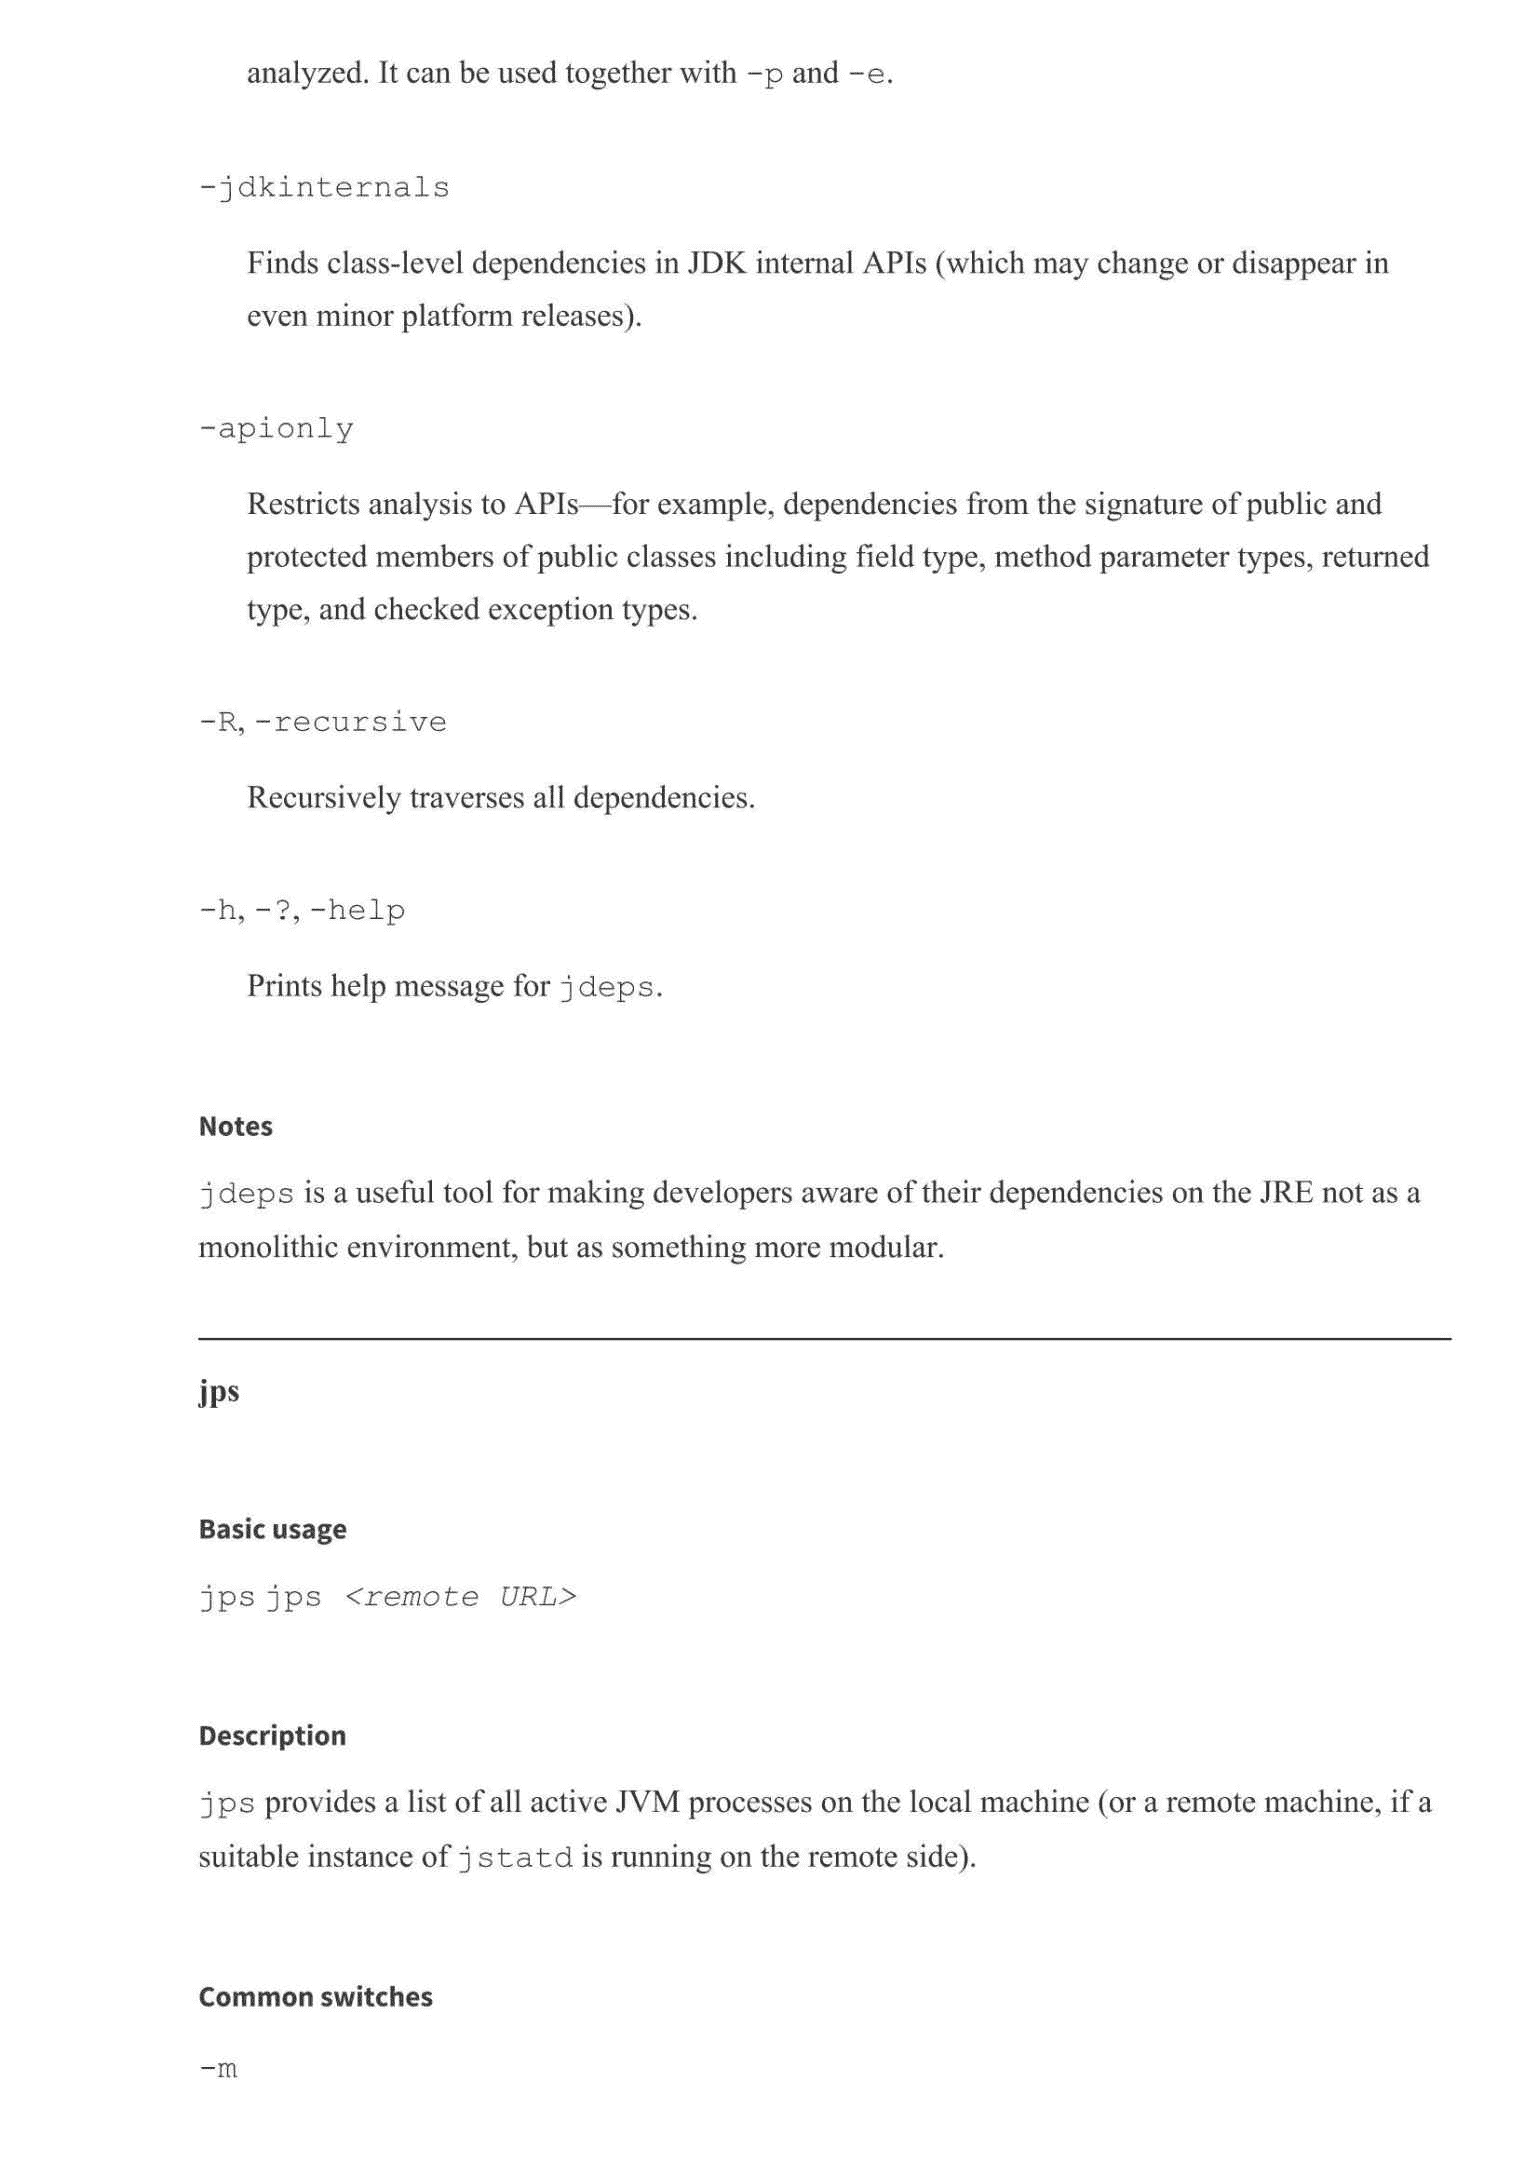 analyzed. It can be used together with -p and -e.
-jdkinternals
Finds class-level dependencies in JDK internal APIs (which may change or disappear in
even minor platform releases).
-apionly
Restricts analysis to APIs—for example, dependencies from the signature of public and
protected members of public classes including field type, method parameter types, returned
type, and checked exception types.
-R, -recursive
Recursively traverses all dependencies.
-h, -?, -help
Prints help message for jdeps.
Notes
jdeps is a useful tool for making developers aware of their dependencies on the JRE not as a
monolithic environment, but as something more modular.
jps
Basic usage
jps jps <remote URL>
Description
jps provides a list of all active JVM processes on the local machine (or a remote machine, if a
suitable instance of jstatd is running on the remote side).
Common switches
-m